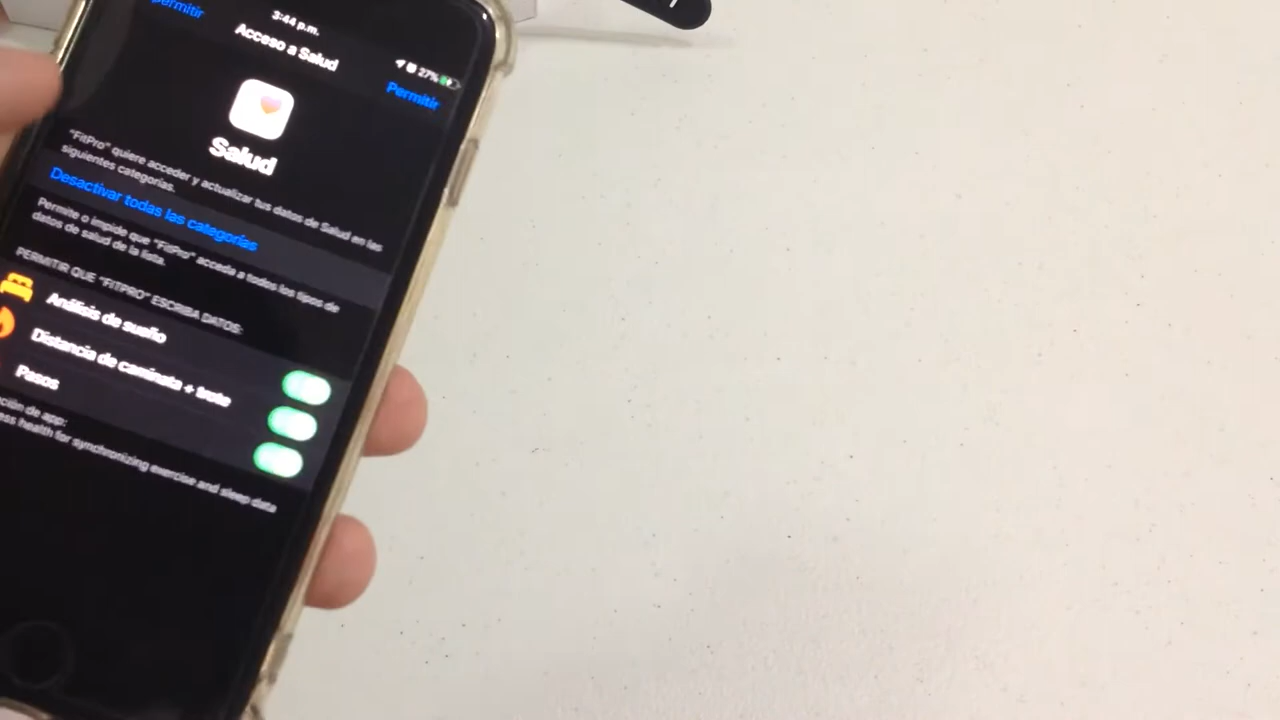 3:44 p.m.
27%
Acceso a Salud
Permitir
Salud
"FitPro" quiere acceder y actualizar tus datos de Salud en las
siguientes categorías.
Desactivar todas las categorías
Permite o impide que "FitPro" acceda a todos los tipos de
datos de salud de la lista.
PERMITIR QUE "FITPRO" ESCRIBA DATOS:
Análisis de sueño
Distancia de caminata + trote
Pasos
app:
health for synchronizing exercise and sleep data